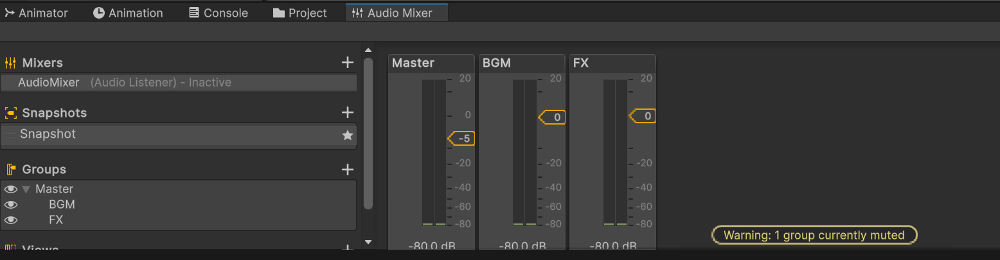 Animator Animation Console Project Audio Mixer
Mixers
AudioMixer (Audio Listener) - Inactive
Snapshots
Snapshot
Groups
Master
BGM
FX
Views
Master
20
0
-5
-20
-40
-60
-80
-80.0 dB
BGM
20
0
-20
-40
-60
-80
-80.0 dB
FX
20
0
-20
-40
-60
-80
-80.0 dB
Warning: 1 group currently muted